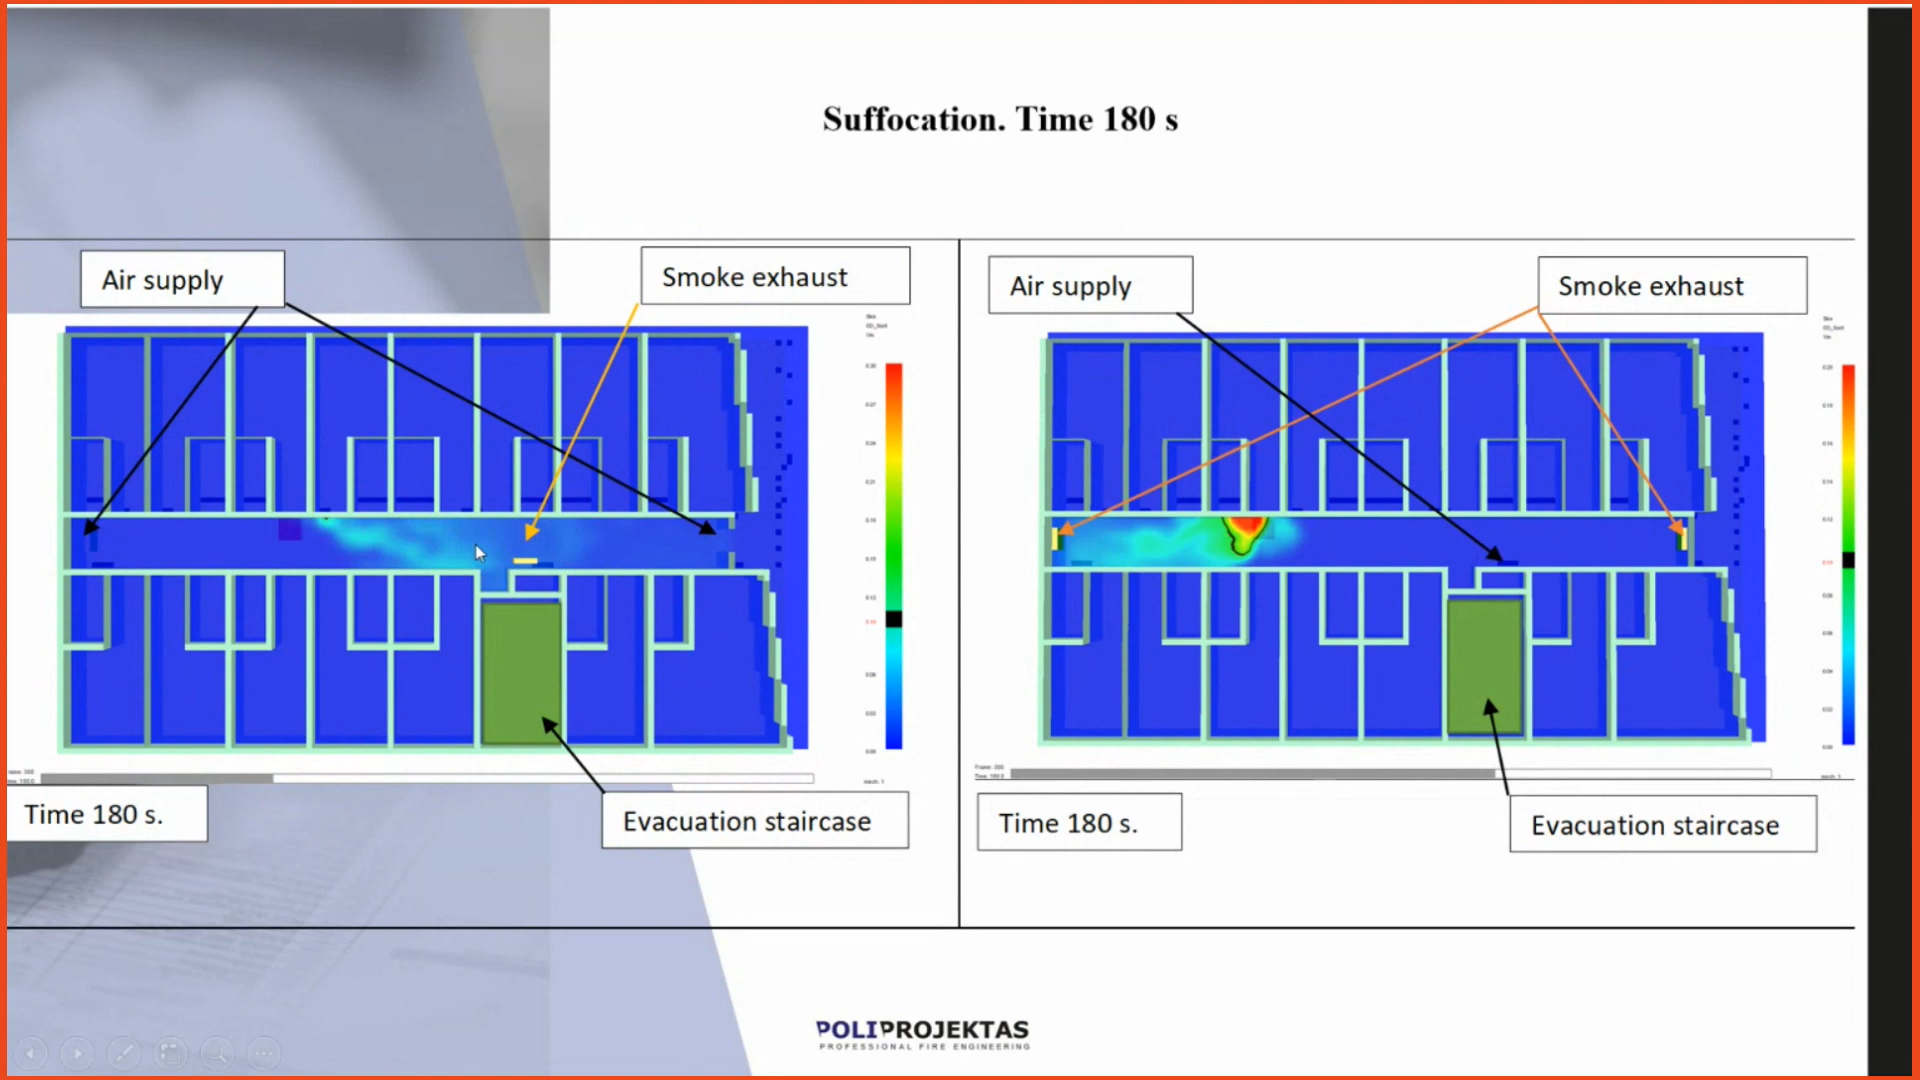 Suffocation. Time 180 s
Air supply
Smoke exhaust
Time 180 s.
Evacuation staircase
Air supply
Smoke exhaust
Time 180 s.
Evacuation staircase
POLIPROJEKTAS
PROFESSIONAL FIRE ENGINEERING